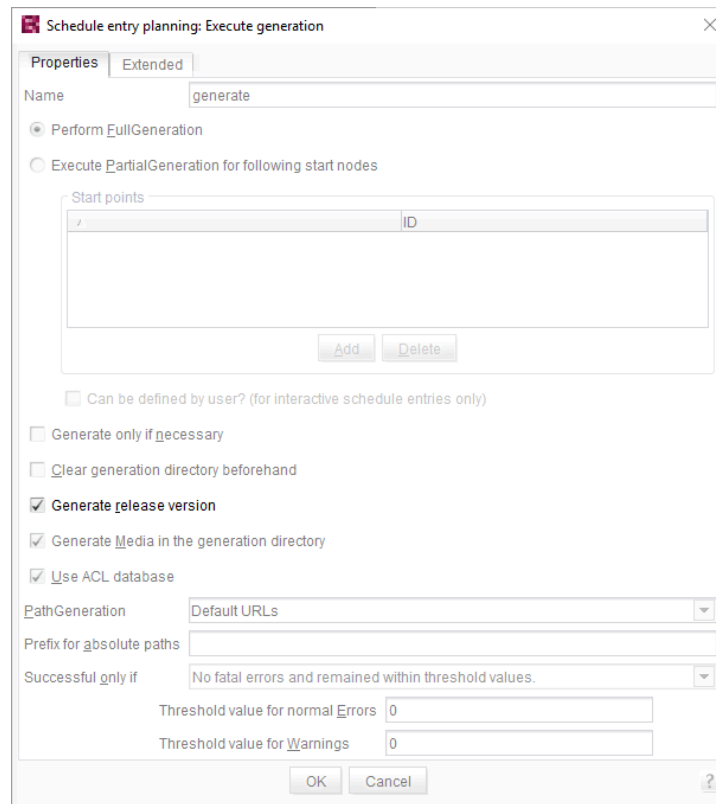 Schedule entry planning: Execute generation
Properties Extended
Name generate
Perform FullGeneration
Execute PartialGeneration for following start nodes
Start points
/ ID
Add Delete
Can be defined by user? (for interactive schedule entries only)
Generate only if necessary
Clear generation directory beforehand
Generate release version
Generate Media in the generation directory
Use ACL database
PathGeneration Default URLs
Prefix for absolute paths
Successful only if No fatal errors and remained within threshold values.
Threshold value for normal Errors 0
Threshold value for Warnings 0
OK Cancel ?